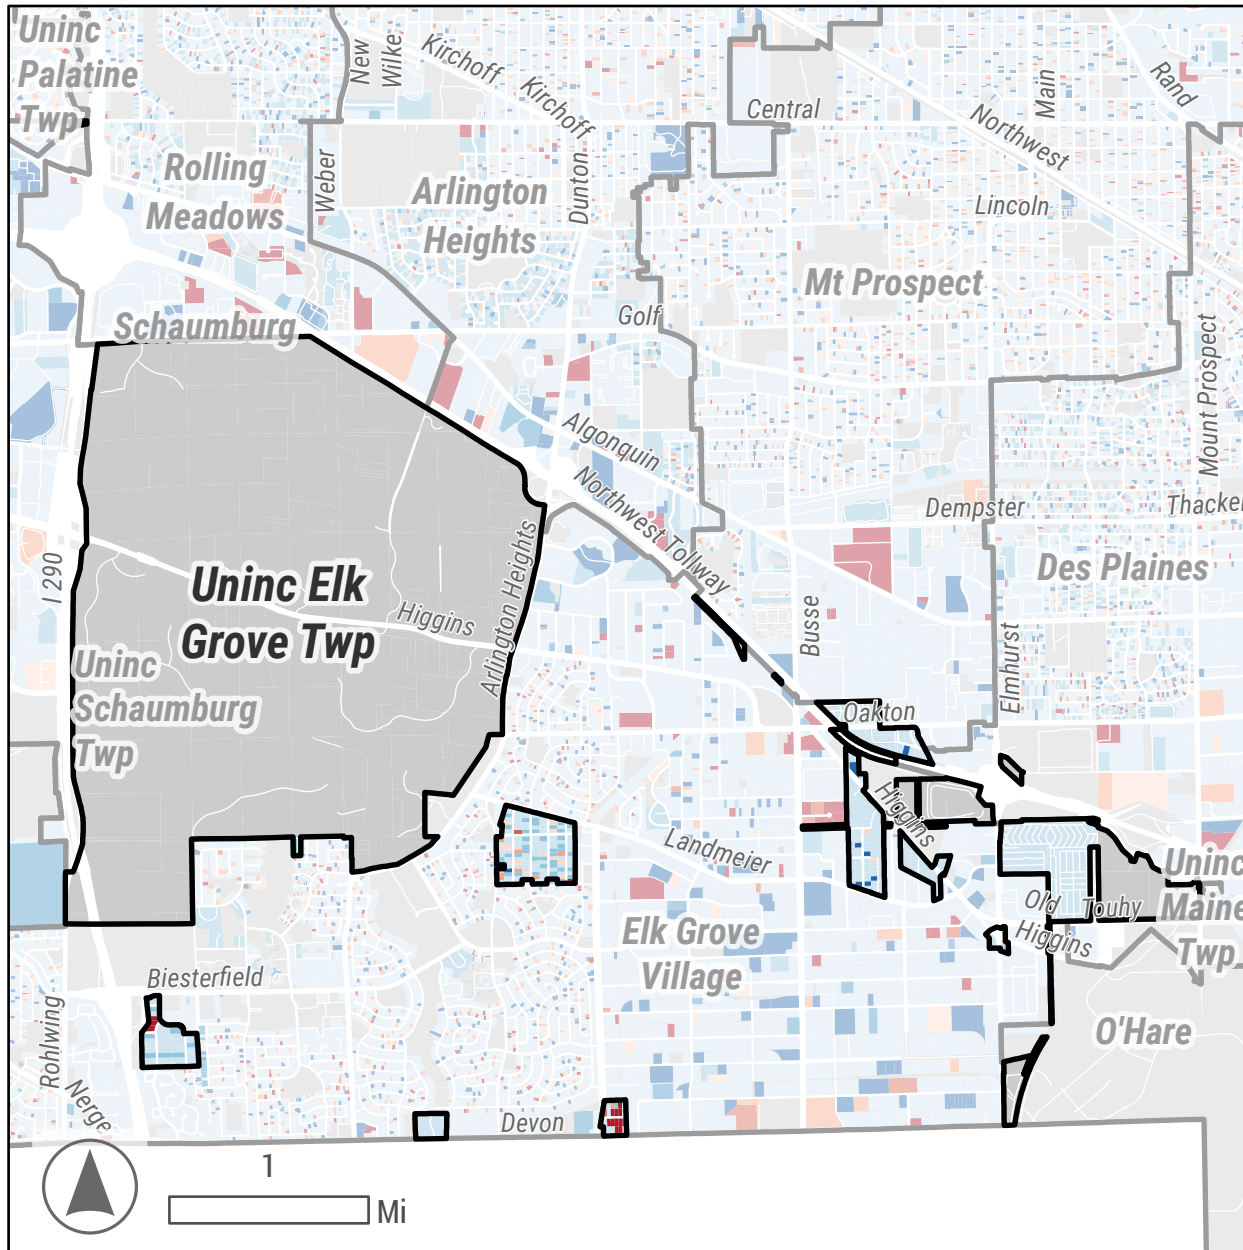 Uninc
Palatine
Twp
New
Wilke
Kirchoff
Kirchoff
Central
Main
Rand
Northwest
Rolling
Meadows
Weber
Arlington
Heights
Dunton
Lincoln
Mt Prospect
Schaumburg
Golf
Mount Prospect
Algonquin
Northwest Tollway
Dempster
Thacker
I 290
Uninc Elk
Grove Twp
Higgins
Arlington Heights
Des Plaines
Busse
Elmhurst
Uninc
Schaumburg
Twp
Oakton
Higgins
Landmeier
Uninc
Maine
Twp
Old
Higgins
Touhy
Elk Grove
Village
Biesterfield
Rohlwing
O'Hare
Nerge
Devon
1
Mi